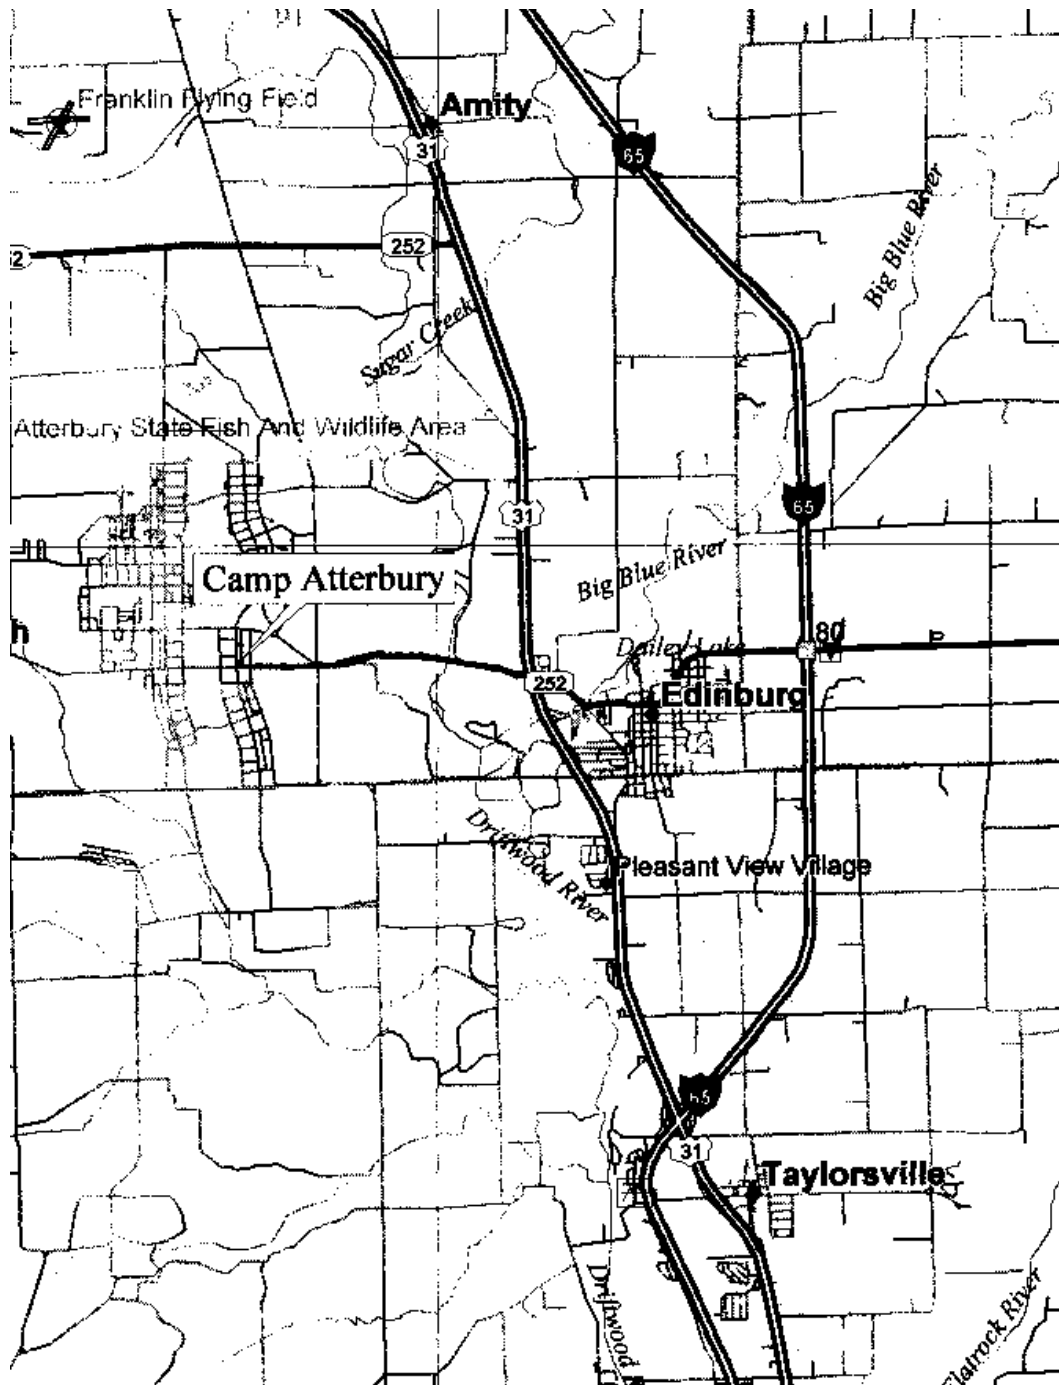 Franklin Flying Field
Amity
31
65
Big Blue River
252
Sugar Creek
Atterbury State Fish And Wildlife Area
65
31
Camp Atterbury
Big Blue River
Dailey Lake
80
252
Edinburg
Driftwood River
Pleasant View Village
65
31
Taylorsville
Driftwood
Flatrock River